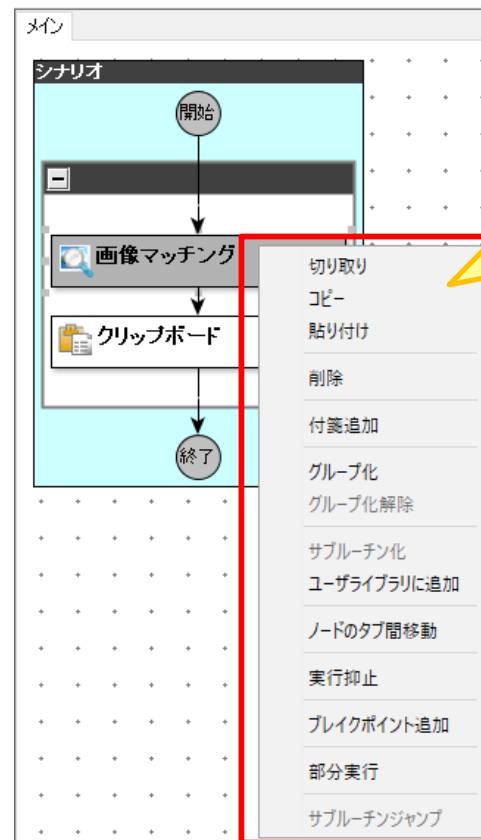 メイン
シナリオ
開始
画像マッチング
クリップボード
終了
切り取り
コピー
貼り付け
削除
付箋追加
グループ化
グループ化解除
サブルーチン化
ユーザライブラリに追加
ノードのタブ間移動
実行抑止
ブレイクポイント追加
部分実行
サブルーチンジャンプ